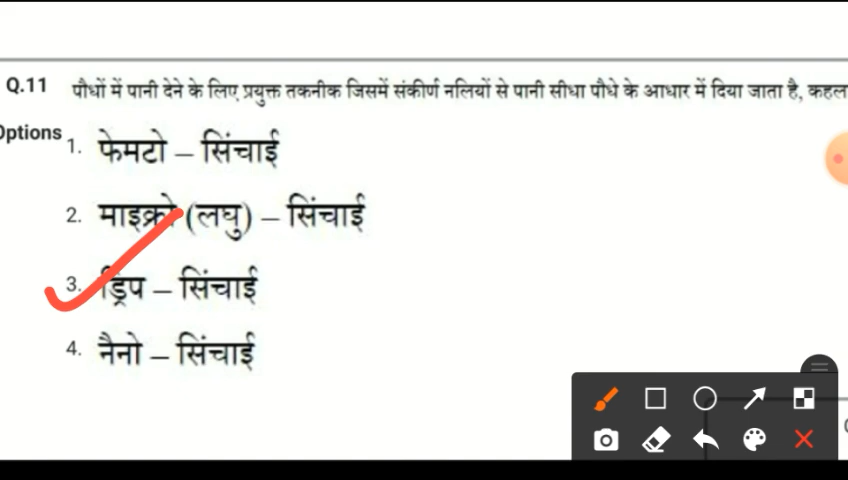 Q.11 पौधों में पानी देने के लिए प्रयुक्त तकनीक जिसमें संकीर्ण नलियों से पानी सीधा पौधे के आधार में दिया जाता है, कहल
Options
1. फेमटो – सिंचाई
2. माइक्रो (लघु) – सिंचाई
3. ड्रिप – सिंचाई
4. नैनो – सिंचाई